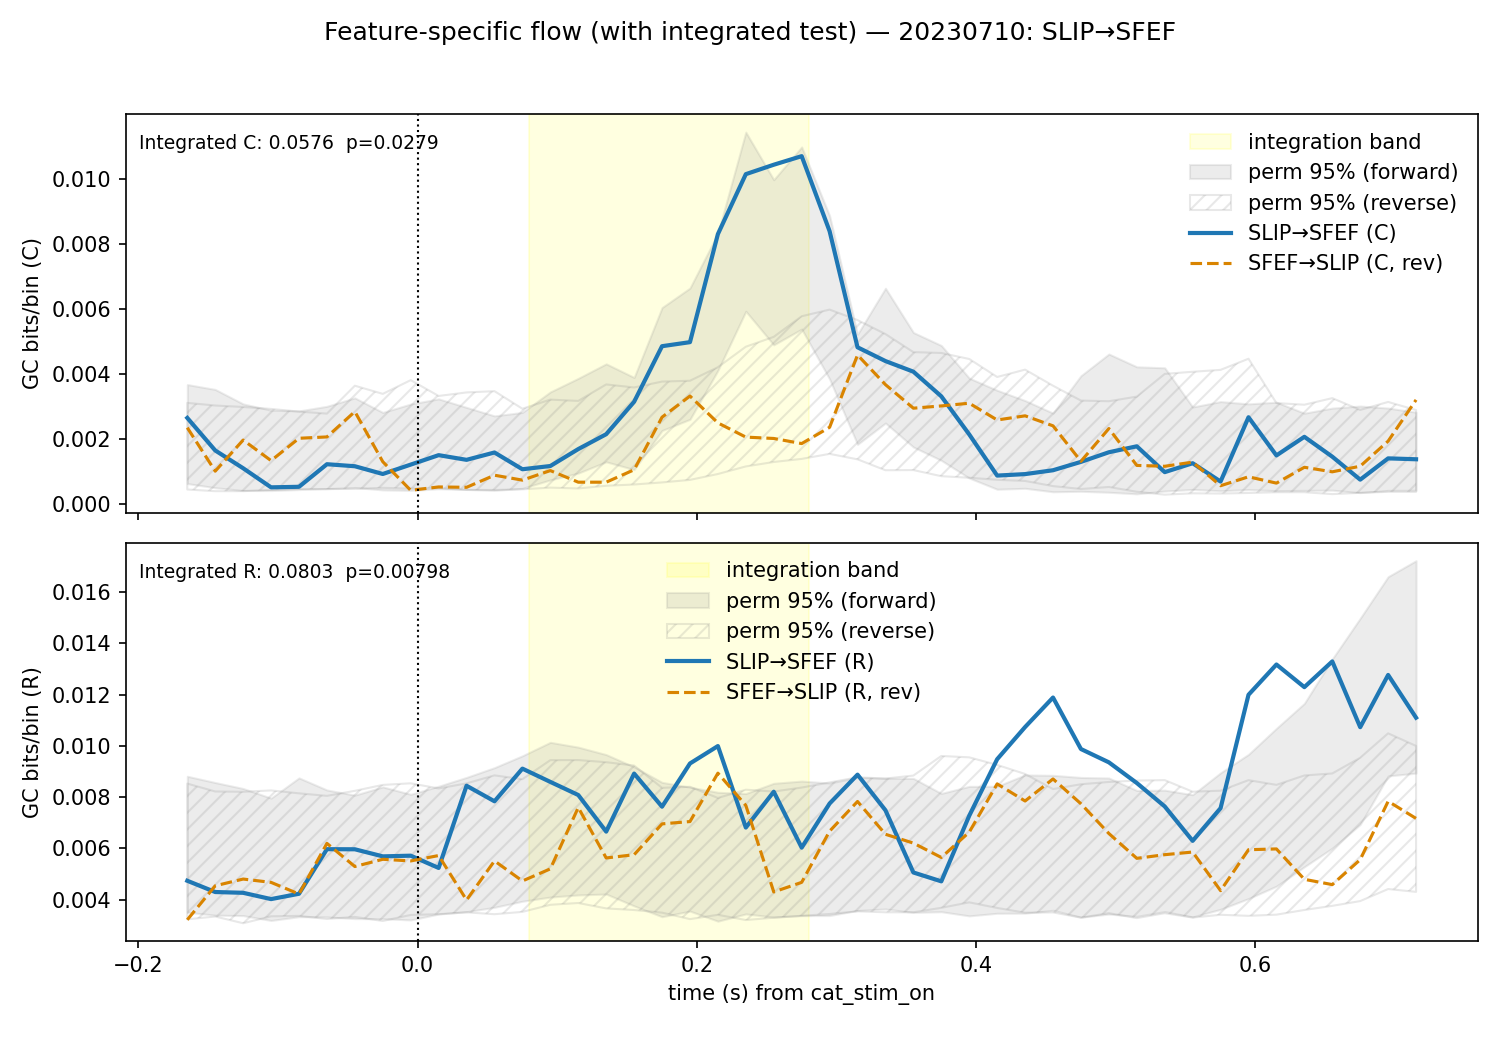 Feature-specific flow (with integrated test) — 20230710: SLIP→SFEF
Integrated C: 0.0576  p=0.0279
integration band
perm 95% (forward)
perm 95% (reverse)
SLIP→SFEF (C)
SFEF→SLIP (C, rev)
GC bits/bin (C)
0.010
0.008
0.006
0.004
0.002
0.000
Integrated R: 0.0803  p=0.00798
integration band
perm 95% (forward)
perm 95% (reverse)
SLIP→SFEF (R)
SFEF→SLIP (R, rev)
GC bits/bin (R)
0.016
0.014
0.012
0.010
0.008
0.006
0.004
−0.2 0.0 0.2 0.4 0.6
time (s) from cat_stim_on